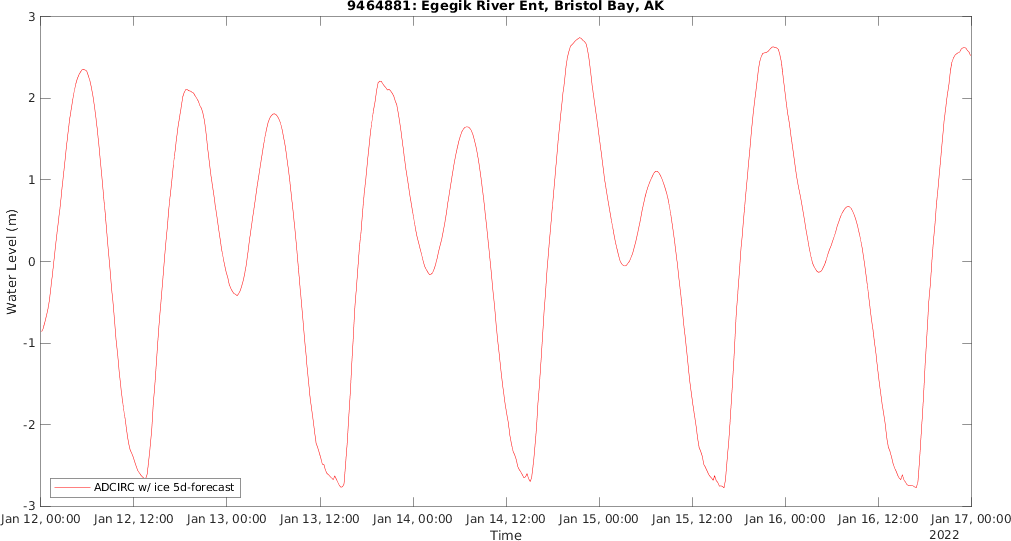 9464881: Egegik River Ent, Bristol Bay, AK
3
2
1
0
-1
-2
-3
Water Level (m)
ADCIRC w/ ice 5d-forecast
Jan 12, 00:00 Jan 12, 12:00 Jan 13, 00:00 Jan 13, 12:00 Jan 14, 00:00 Jan 14, 12:00 Jan 15, 00:00 Jan 15, 12:00 Jan 16, 00:00 Jan 16, 12:00 Jan 17, 00:00
Time
2022